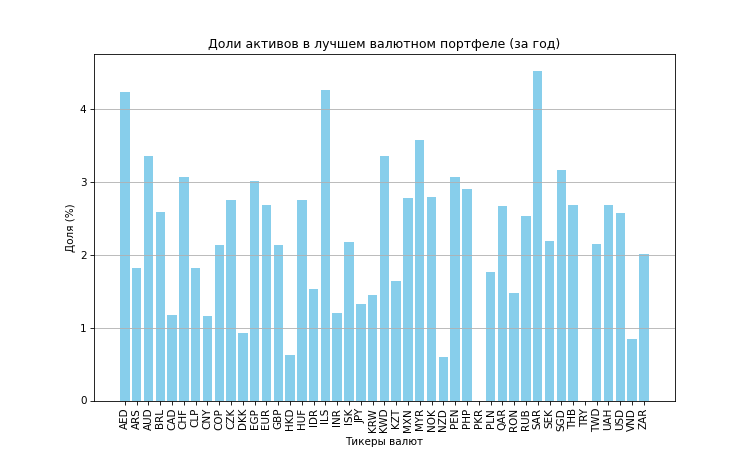 Доли активов в лучшем валютном портфеле (за год)
Доля (%)
4
3
2
1
0
AED ARS AUD BRL CAD CHF CLP CNY COP CZK DKK EGP EUR GBP HKD HUF IDR ILS INR ISK JPY KRW KWD KZT MXN MYR NOK NZD PEN PHP PKR PLN QAR RON RUB SAR SEK SGD THB TRY TWD UAH USD VND ZAR
Тикеры валют